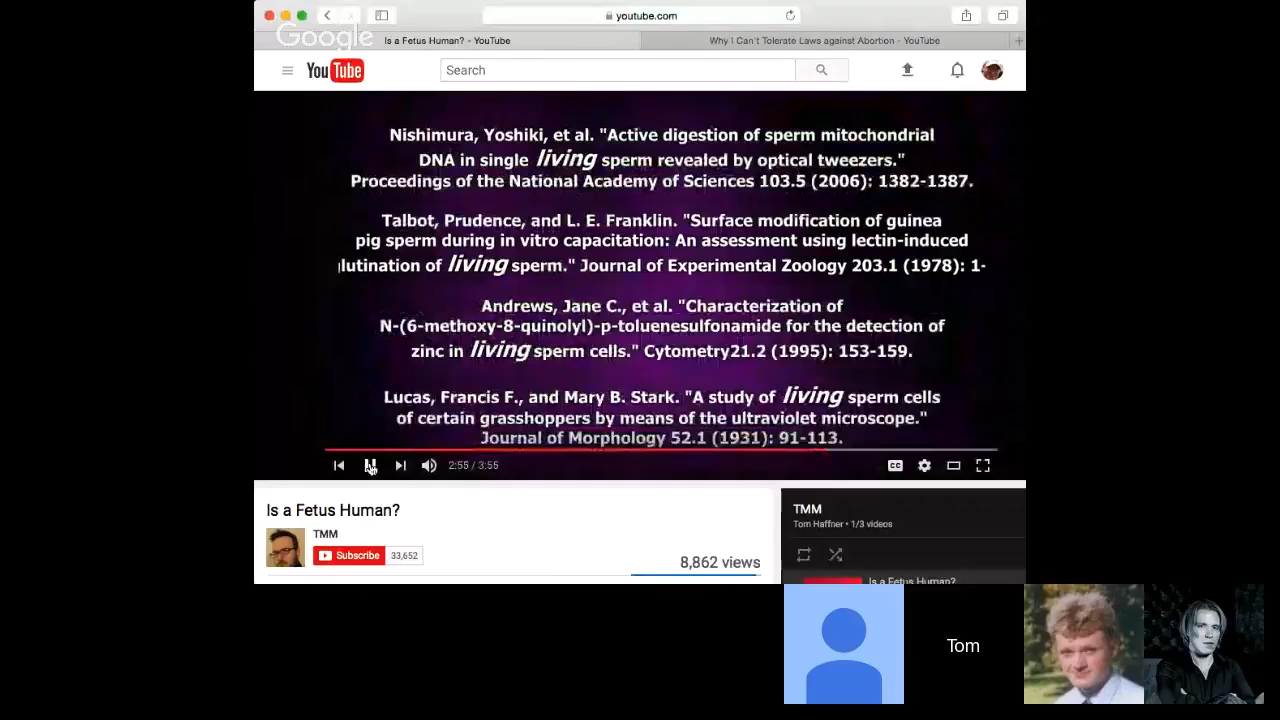 youtube.com
Google
Is a Fetus Human? - YouTube
Why I Can't Tolerate Laws against Abortion - YouTube
YouTube
Search
Nishimura, Yoshiki, et al. "Active digestion of sperm mitochondrial
DNA in single living sperm revealed by optical tweezers."
Proceedings of the National Academy of Sciences 103.5 (2006): 1382-1387.
Talbot, Prudence, and L. E. Franklin. "Surface modification of guinea
pig sperm during in vitro capacitation: An assessment using lectin-induced
lutination of living sperm." Journal of Experimental Zoology 203.1 (1978): 1-
Andrews, Jane C., et al. "Characterization of
N-(6-methoxy-8-quinolyl)-p-toluenesulfonamide for the detection of
zinc in living sperm cells." Cytometry21.2 (1995): 153-159.
Lucas, Francis F., and Mary B. Stark. "A study of living sperm cells
of certain grasshoppers by means of the ultraviolet microscope."
Journal of Morphology 52.1 (1931): 91-113.
2:55 / 3:55
CC
Is a Fetus Human?
TMM
Subscribe 33,652
8,862 views
TMM
Tom Haffner • 1/3 videos
Is a Fetus Human?
Tom